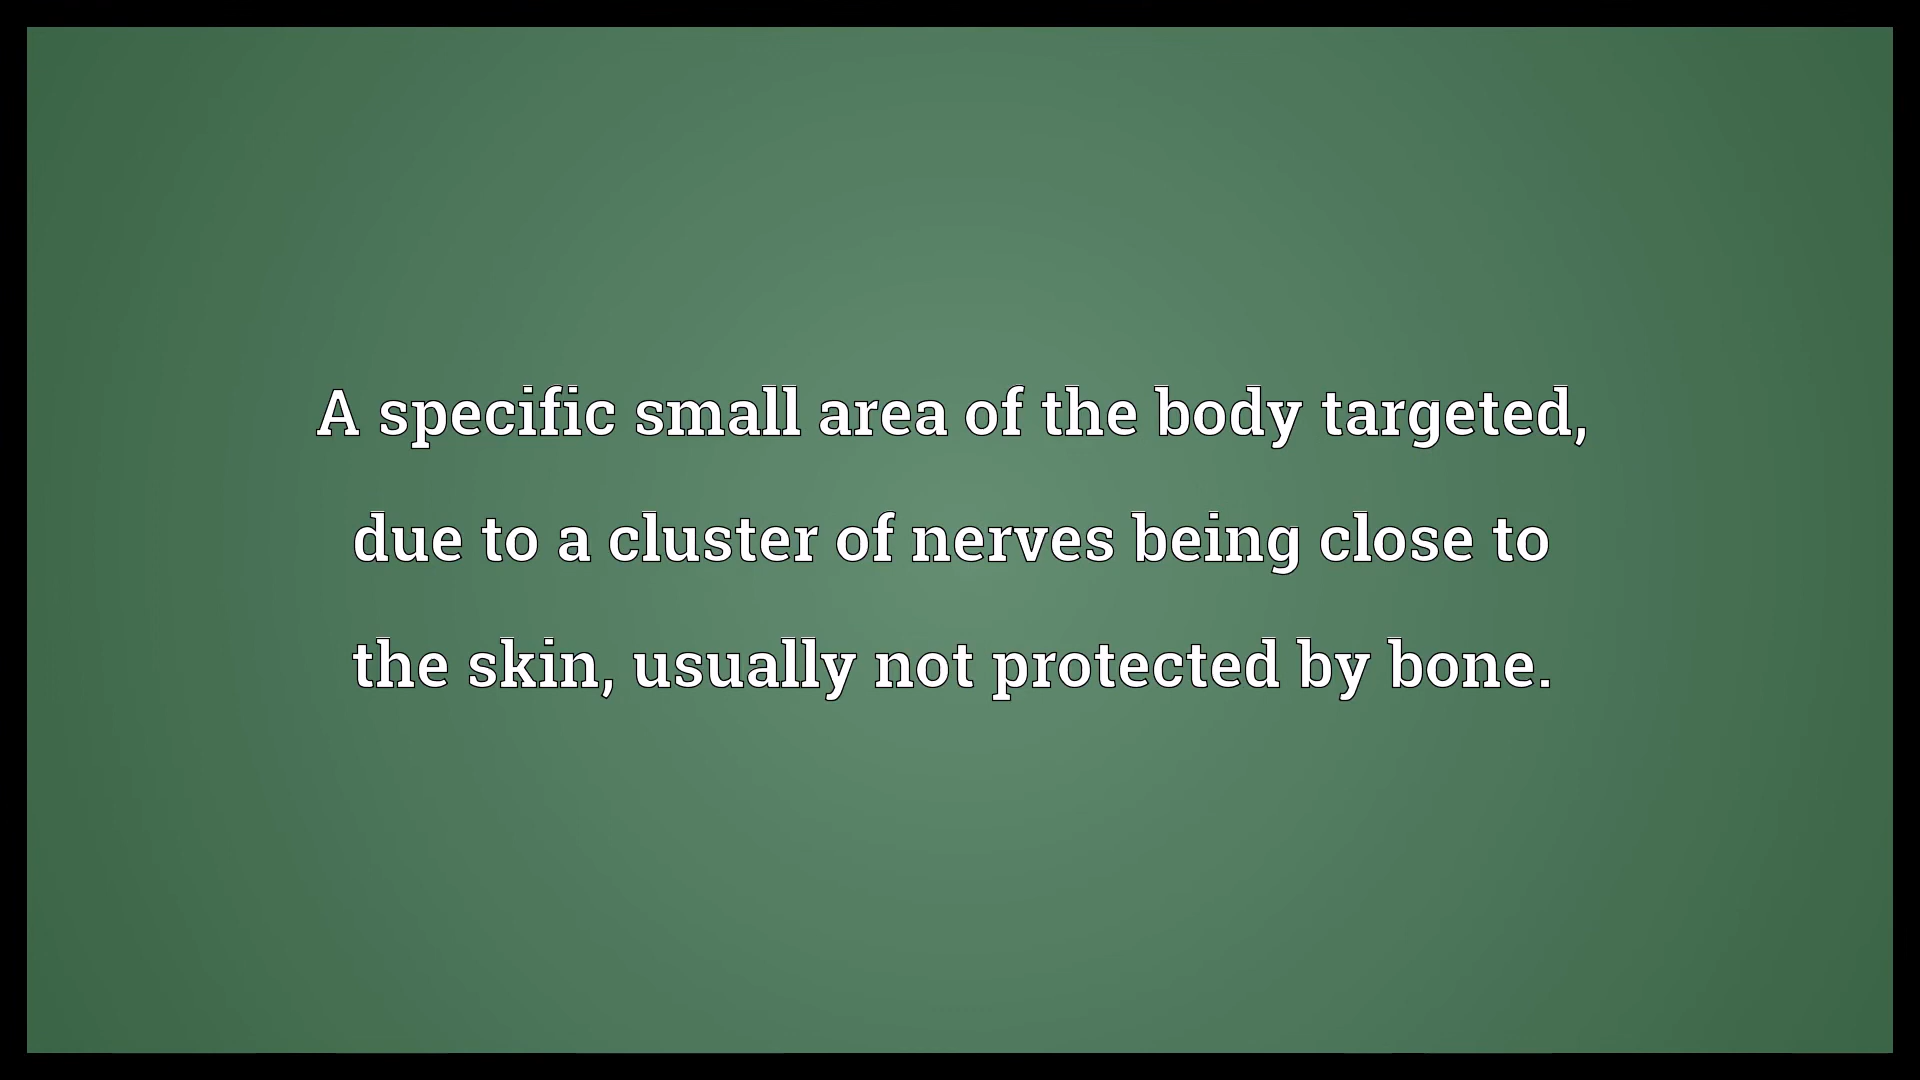 A specific small area of the body targeted,
due to a cluster of nerves being close to
the skin, usually not protected by bone.